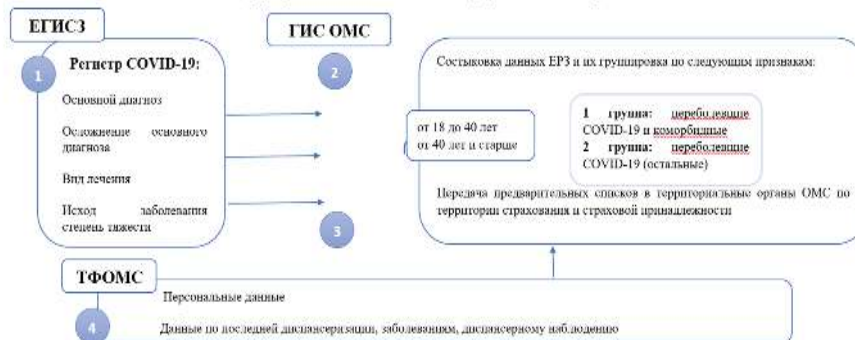 ЕГИСЗ
ГИС ОМС
1
Регистр COVID-19:
Основной диагноз
Осложнение основного
диагноза
Вид лечения
Исход заболевания
степень тяжести
2
3
Состыковка данных ЕРЗ и их группировка по следующим признакам:
от 18 до 40 лет
от 40 лет и старше
1 группа: переболевшие
COVID-19 и коморбидные
2 группа: переболевшие
COVID-19 (остальные)
Передача предварительных списков в территориальные органы ОМС по
территории страхования и страховой принадлежности
ТФОМС
4
Персональные данные
Данные по последней диспансеризации, заболеваниям, диспансерному наблюдению